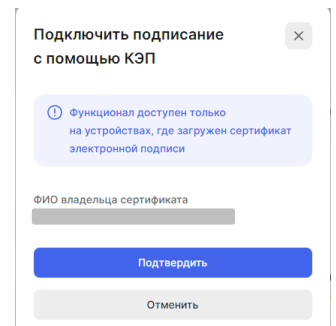 Подключить подписание
с помощью КЭП
Функционал доступен только
на устройствах, где загружен сертификат
электронной подписи
ФИО владельца сертификата
Подтвердить
Отменить